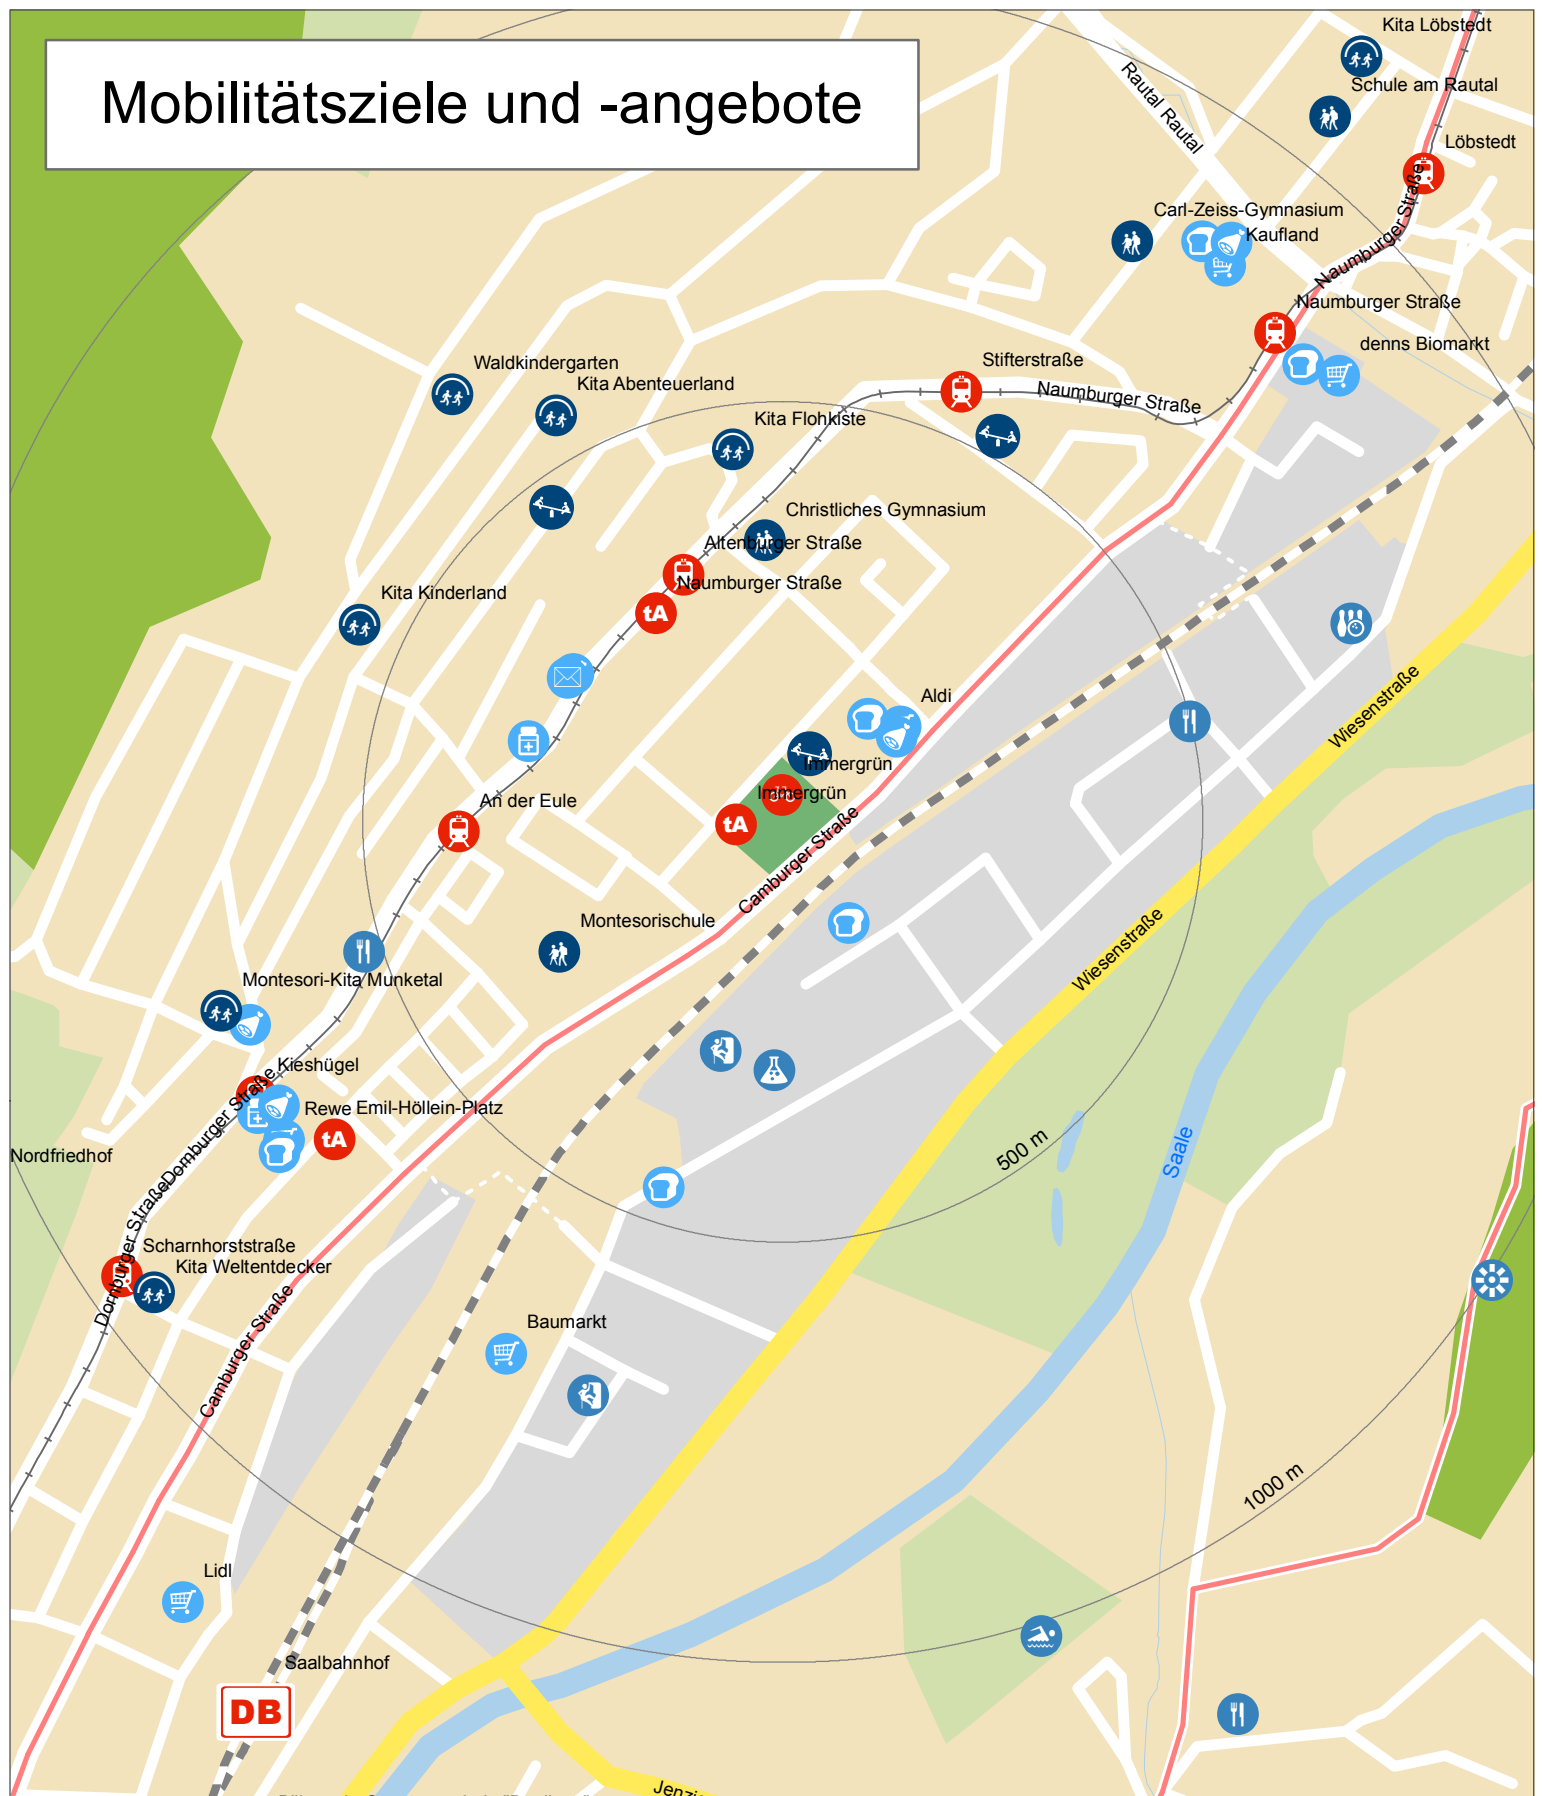 Mobilitätsziele und -angebote
Kita Löbstedt
Schule am Rautal
Rautal Rautal
Löbstedt
Carl-Zeiss-Gymnasium
Kaufland
Naumburger Straße
Naumburger Straße
denns Biomarkt
Stifterstraße
Naumburger Straße
Waldkindergarten
Kita Abenteuerland
Kita Flohkiste
Christliches Gymnasium
Altenburger Straße
Naumburger Straße
tA
Kita Kinderland
Wiesenstraße
Aldi
Immergrün
Immergrün
tA
An der Eule
Camburger Straße
Montesorischule
Wiesenstraße
Montesori-Kita Munketal
Kieshügel
Rewe
Emil-Höllein-Platz
tA
Nordfriedhof
Dornburger Straße
Dornburger Straße
500 m
Saale
Scharnhorststraße
Kita Weltentdecker
Camburger Straße
Baumarkt
1000 m
Lidl
Saalbahnhof
DB